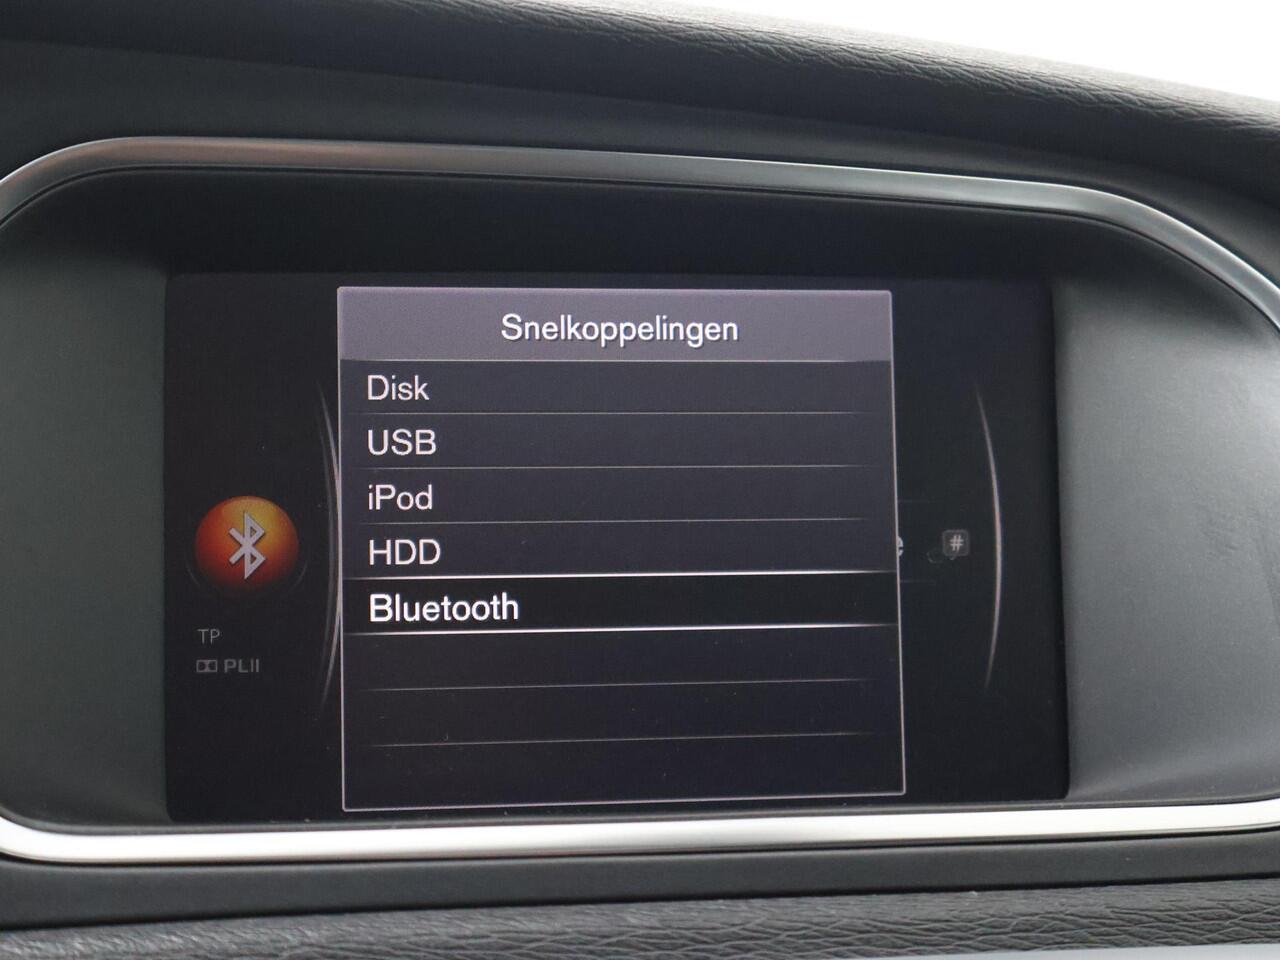 Snelkoppelingen
Disk
USB
iPod
HDD
Bluetooth
#
TP
PLII